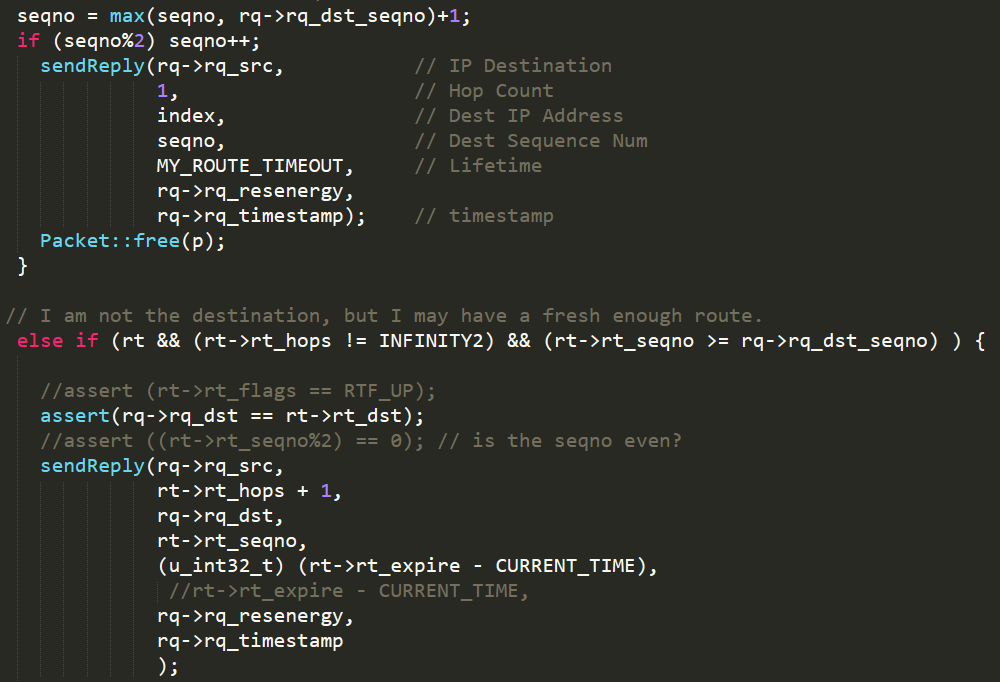 seqno = max(seqno, rq->rq_dst_seqno)+1;
if (seqno%2) seqno++;
sendReply(rq->rq_src, // IP Destination
1, // Hop Count
index, // Dest IP Address
seqno, // Dest Sequence Num
MY_ROUTE_TIMEOUT, // Lifetime
rq->rq_resenergy,
rq->rq_timestamp); // timestamp
Packet::free(p);
}
// I am not the destination, but I may have a fresh enough route.
else if (rt && (rt->rt_hops != INFINITY2) && (rt->rt_seqno >= rq->rq_dst_seqno) ) {
//assert (rt->rt_flags == RTF_UP);
assert(rq->rq_dst == rt->rt_dst);
//assert ((rt->rt_seqno%2) == 0); // is the seqno even?
sendReply(rq->rq_src,
rt->rt_hops + 1,
rq->rq_dst,
rt->rt_seqno,
(u_int32_t) (rt->rt_expire - CURRENT_TIME),
//rt->rt_expire - CURRENT_TIME,
rq->rq_resenergy,
rq->rq_timestamp
);